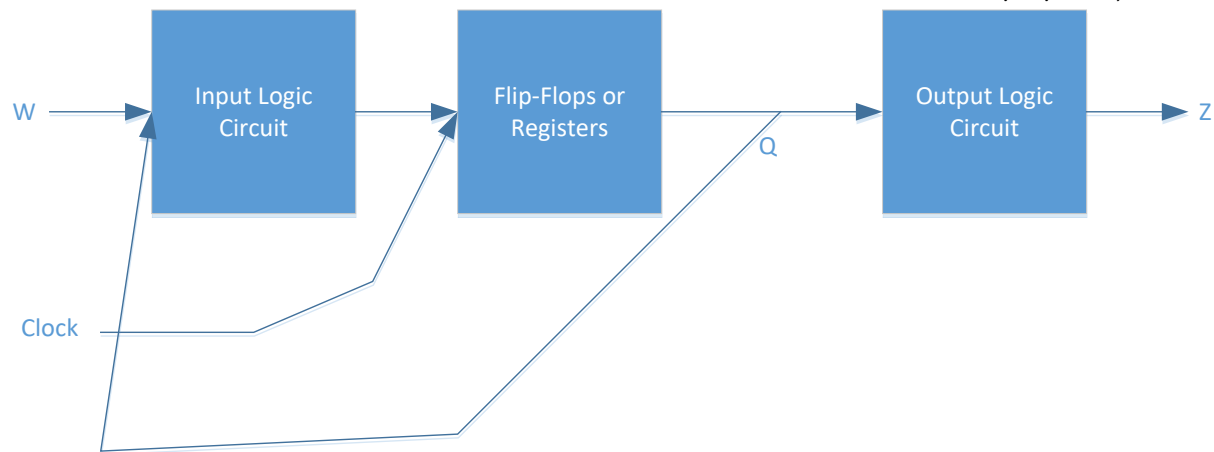 Input Logic
Circuit
Flip-Flops or
Registers
Output Logic
Circuit
W
Z
Q
Clock